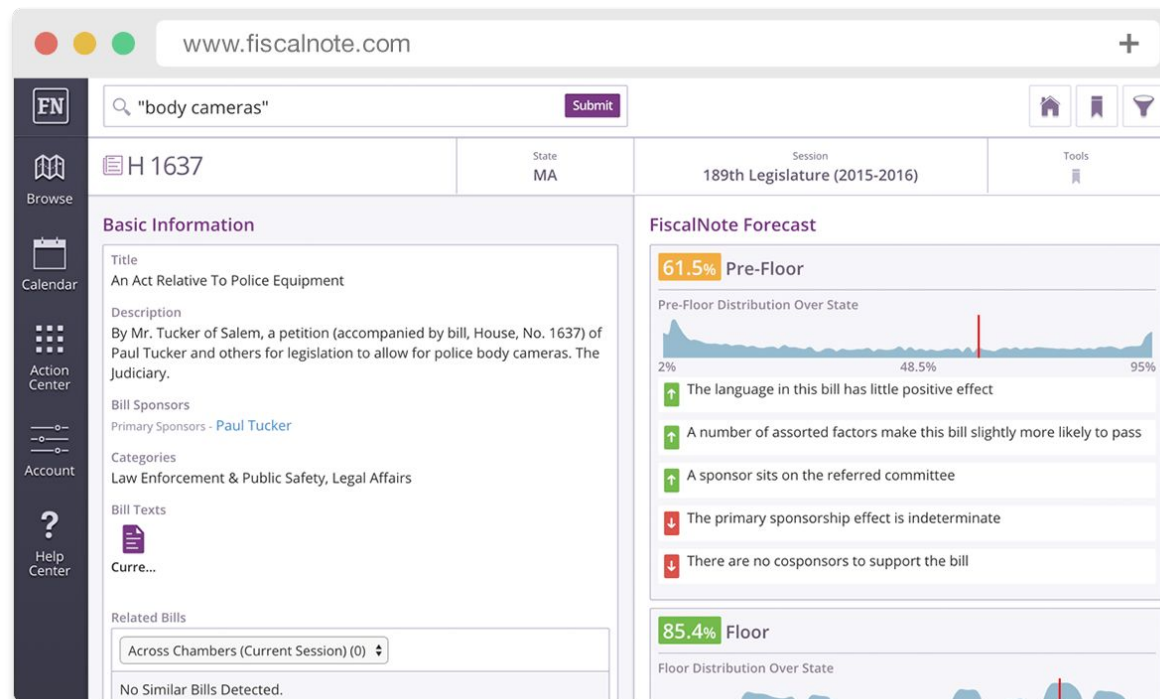 www.fiscalnote.com
+
FN
"body cameras"
Submit
H 1637
State
MA
Session
189th Legislature (2015-2016)
Tools
Browse
Calendar
Action
Center
Account
?
Help
Center
Basic Information
Title
An Act Relative To Police Equipment
Description
By Mr. Tucker of Salem, a petition (accompanied by bill, House, No. 1637) of
Paul Tucker and others for legislation to allow for police body cameras. The
Judiciary.
Bill Sponsors
Primary Sponsors - Paul Tucker
Categories
Law Enforcement & Public Safety, Legal Affairs
Bill Texts
Curre...
Related Bills
Across Chambers (Current Session) (0)
No Similar Bills Detected.
FiscalNote Forecast
61.5% Pre-Floor
Pre-Floor Distribution Over State
2% 48.5% 95%
The language in this bill has little positive effect
A number of assorted factors make this bill slightly more likely to pass
A sponsor sits on the referred committee
The primary sponsorship effect is indeterminate
There are no cosponsors to support the bill
85.4% Floor
Floor Distribution Over State